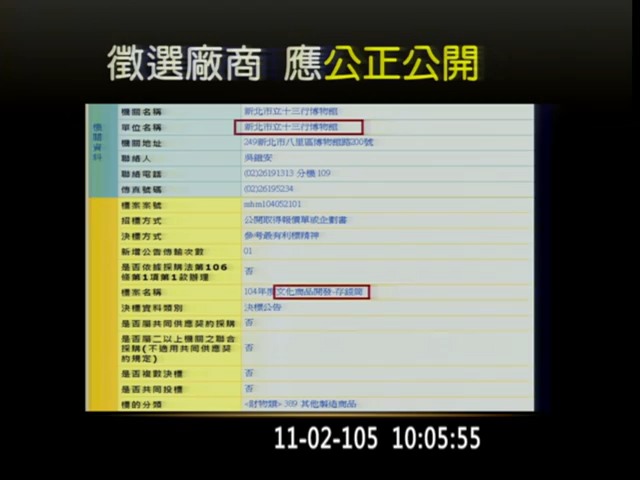 徵選廠商 應公正公開
機關資料
機關名稱 新北市立十三行博物館
單位名稱 新北市立十三行博物館
機關地址 249新北市八里區博物館路200號
聯絡人
聯絡電話 (02)26191313 分機 109
傳真號碼 (02)26195234
標案案號 mhm104052101
招標方式 公開取得報價單或企劃書
決標方式 參考最有利標精神
新增公告傳輸次數 01
是否依據採購法第106
條第1項第1款辦理 否
標案名稱 104年度文化商品開發-存錢筒
決標資料類別 決標公告
是否屬共同供應契約採購 否
是否屬二以上機關之聯合
採購(不適用共同供應契
約規定) 否
是否複數決標 否
是否共同投標 否
標的分類 <財物類> 389 其他製造商品
11-02-105 10:05:55